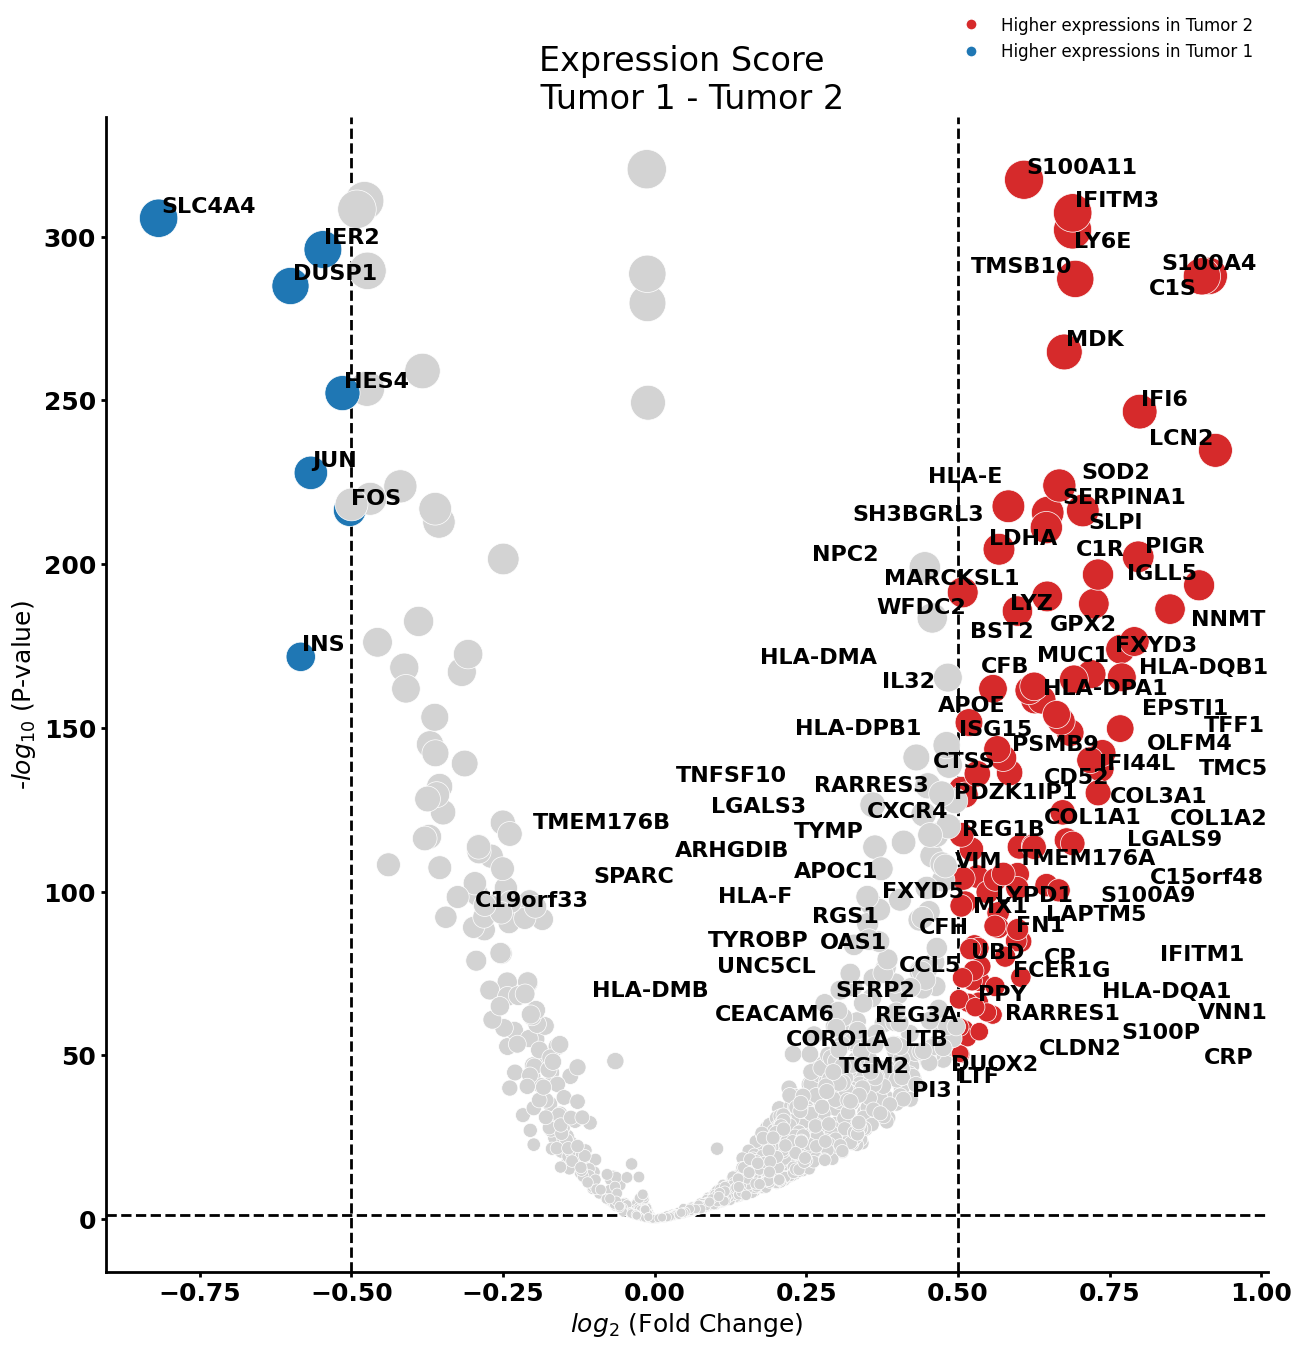 Higher expressions in Tumor 2
Higher expressions in Tumor 1
Expression Score
Tumor 1 - Tumor 2
S100A11
IFITM3
SLC4A4
IER2
LY6E
300
TMSB10
S100A4
DUSP1
C1S
MDK
HES4
IFI6
250
LCN2
JUN
HLA-E
SOD2
FOS
SERPINA1
SH3BGRL3
SLPI
LDHA
C1R
PIGR
NPC2
200
MARCKSL1
IGLL5
WFDC2
LYZ
NNMT
BST2
GPX2
INS
FXYD3
HLA-DMA
MUC1
CFB
HLA-DQB1
IL32
HLA-DPA1
APOE
EPSTI1
HLA-DPB1
ISG15
TFF1
150
PSMB9
OLFM4
CTSS
IFI44L
TMC5
TNFSF10
CD52
RARRES3
PDZK1IP1
COL3A1
LGALS3
CXCR4
COL1A1
COL1A2
TMEM176B
TYMP
REG1B
LGALS9
ARHGDIB
VIM
TMEM176A
SPARC
APOC1
C15orf48
100
C19orf33
HLA-F
FXYD5
LYPD1
S100A9
RGS1
MX1
LAPTM5
CFH
FN1
TYROBP
OAS1
UBD
CP
IFITM1
UNC5CL
CCL5
FCER1G
HLA-DMB
SFRP2
PPY
HLA-DQA1
CEACAM6
REG3A
RARRES1
VNN1
CORO1A
LTB
S100P
50
TGM2
DUOX2
CLDN2
CRP
PI3
LTF
0
-log10 (P-value)
−0.75
−0.50
−0.25
0.00
0.25
0.50
0.75
1.00
log2 (Fold Change)